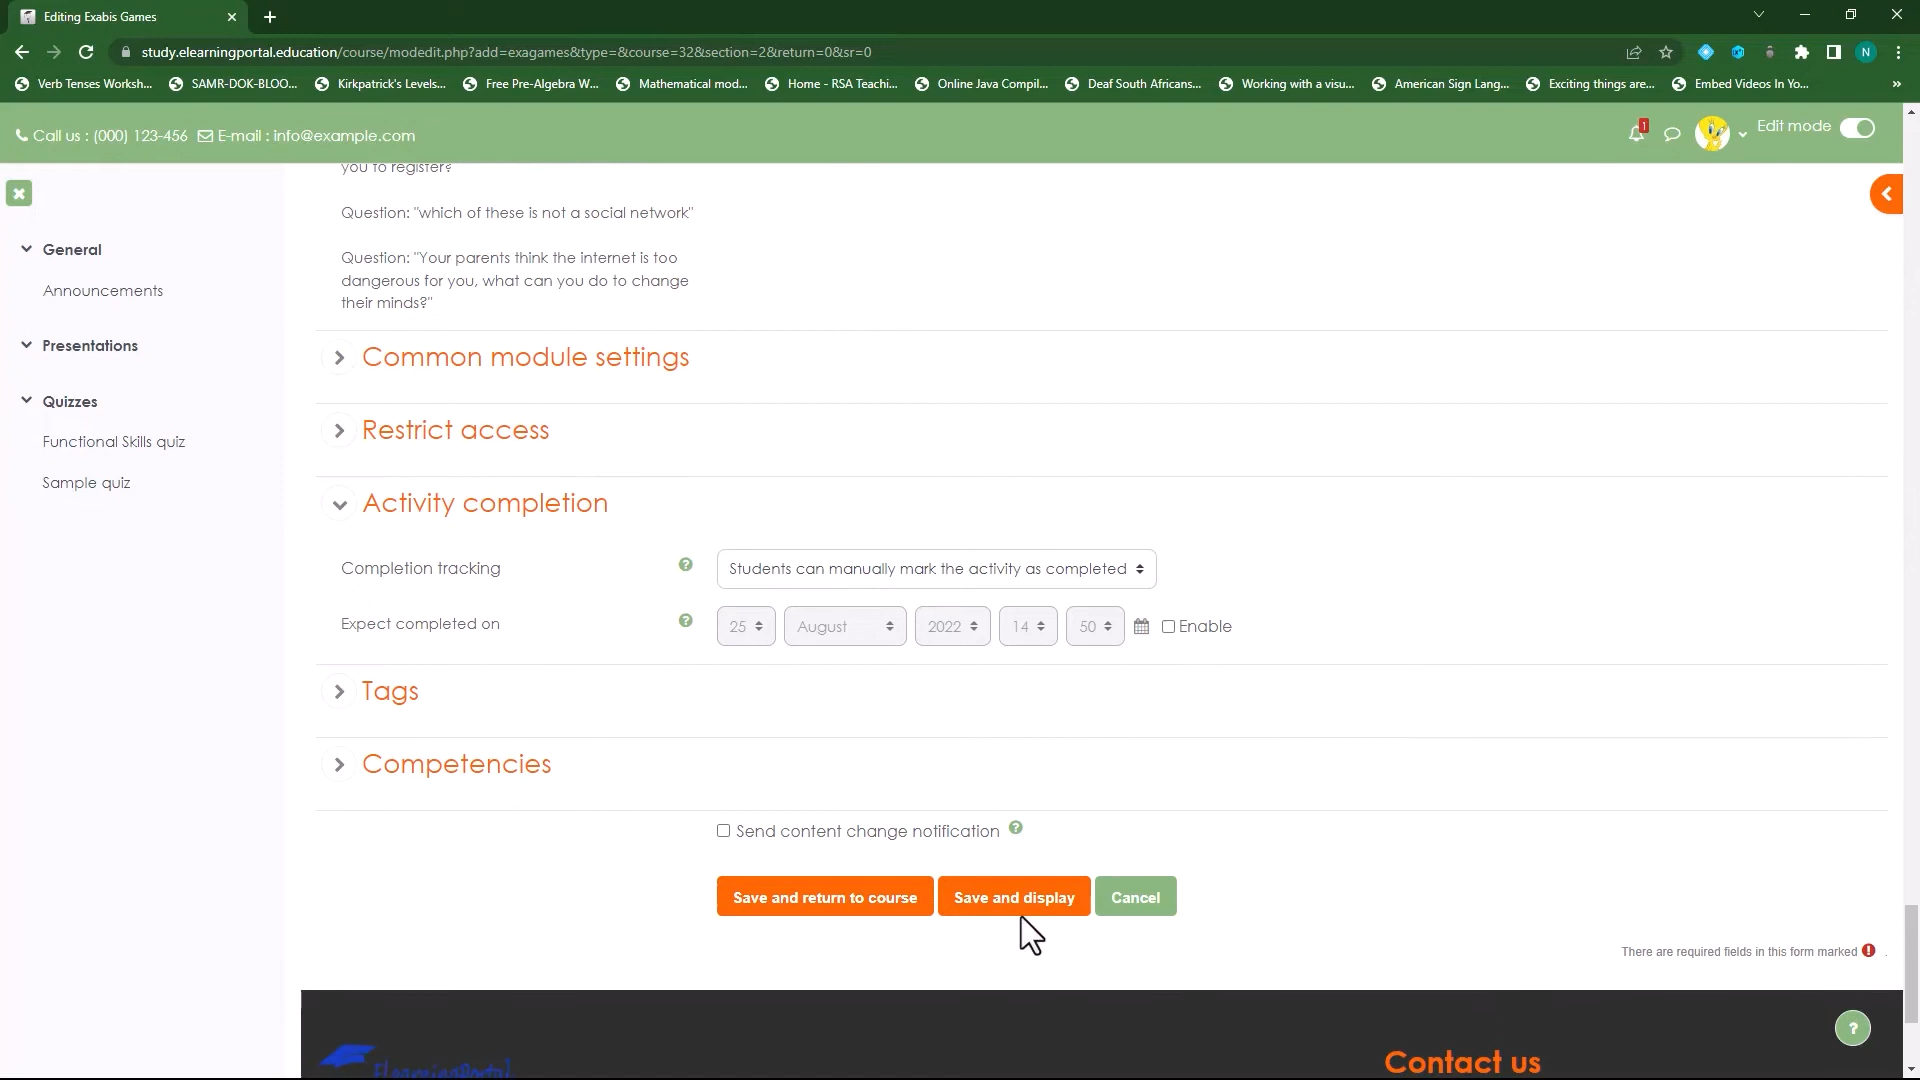 Editing Exabis Games
study.elearningportal.education/course/modedit.php?add=exagames&type=&course=32&section=2&return=0&sr=0
N
Verb Tenses Worksh...
SAMR-DOK-BLOO...
Kirkpatrick's Levels...
Free Pre-Algebra W...
Mathematical mod...
Home - RSA Teachi...
Online Java Compil...
Deaf South Africans...
Working with a visu...
American Sign Lang...
Exciting things are...
Embed Videos In Yo...
»
Call us : (000) 123-456 E-mail : info@example.com
1
Edit mode
you to register?
Question: "which of these is not a social network"
Question: "Your parents think the internet is too
dangerous for you, what can you do to change
their minds?"
General
Announcements
Presentations
Quizzes
Functional Skills quiz
Sample quiz
Common module settings
Restrict access
Activity completion
Completion tracking ? Students can manually mark the activity as completed
Expect completed on ? 25 August 2022 14 50 Enable
Tags
Competencies
Send content change notification ?
Save and return to course Save and display Cancel
There are required fields in this form marked ! .
ElearningPortal
Contact us
?